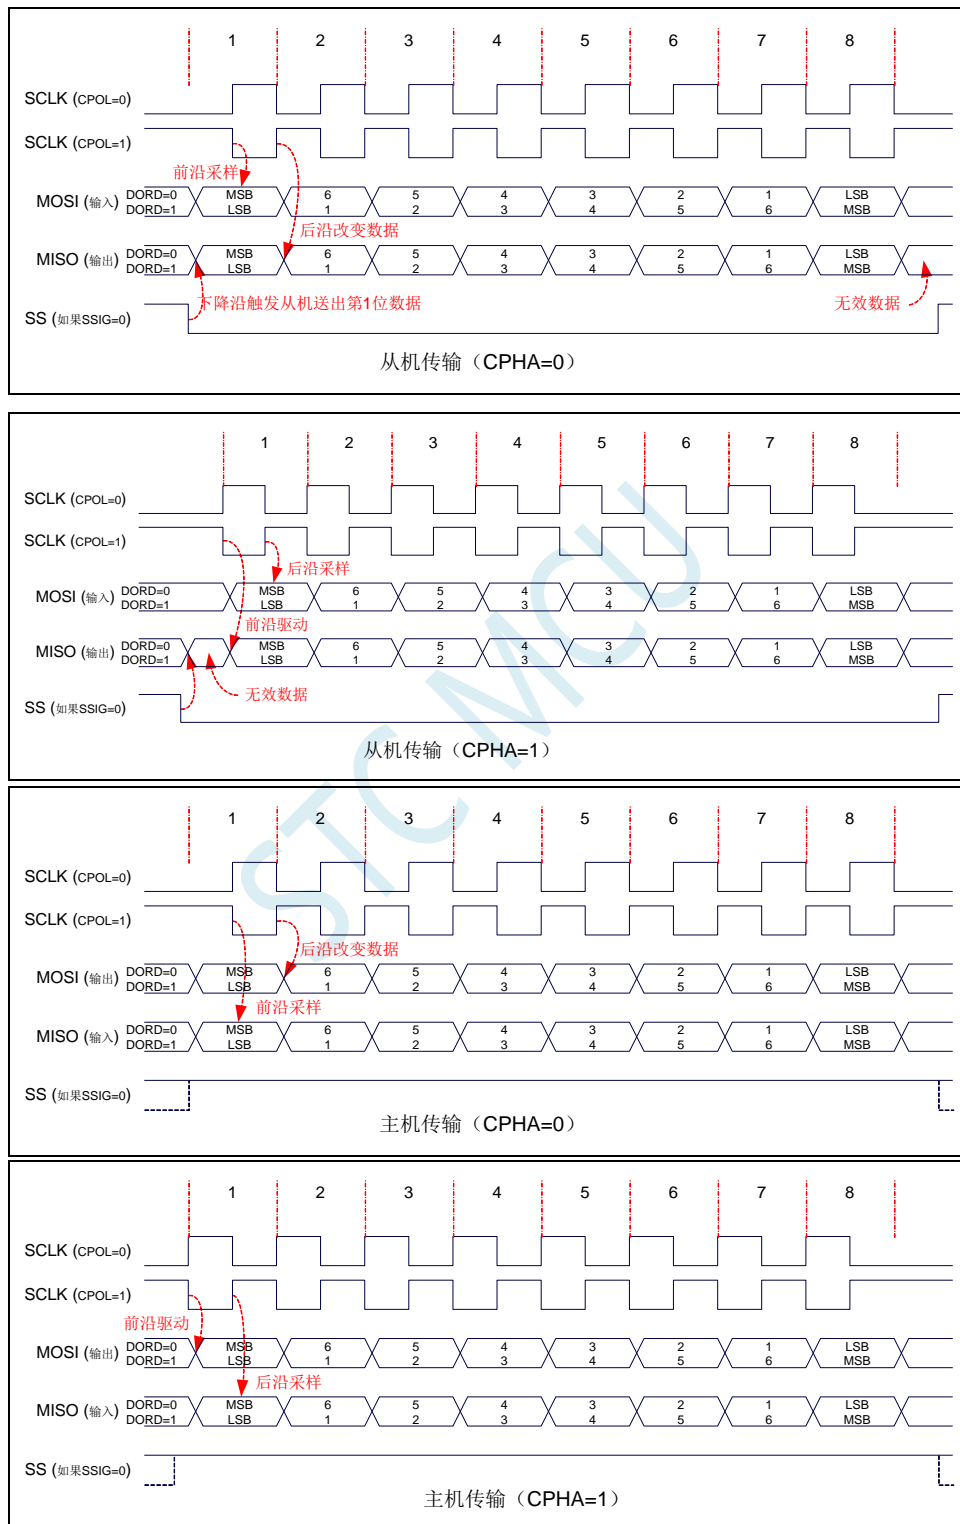 1 2 3 4 5 6 7 8
SCLK (CPOL=0)
SCLK (CPOL=1)
前沿采样
MOSI (输入) DORD=0 MSB 6 5 4 3 2 1 LSB
DORD=1 LSB 1 2 3 4 5 6 MSB
后沿改变数据
MISO (输出) DORD=0 MSB 6 5 4 3 2 1 LSB
DORD=1 LSB 1 2 3 4 5 6 MSB
下降沿触发从机送出第1位数据 无效数据
SS (如果SSIG=0)
从机传输（CPHA=0）
1 2 3 4 5 6 7 8
SCLK (CPOL=0)
SCLK (CPOL=1)
后沿采样
MOSI (输入) DORD=0 MSB 6 5 4 3 2 1 LSB
DORD=1 LSB 1 2 3 4 5 6 MSB
前沿驱动
MISO (输出) DORD=0 MSB 6 5 4 3 2 1 LSB
DORD=1 LSB 1 2 3 4 5 6 MSB
无效数据
SS (如果SSIG=0)
从机传输（CPHA=1）
STC MCU
1 2 3 4 5 6 7 8
SCLK (CPOL=0)
SCLK (CPOL=1)
后沿改变数据
MOSI (输出) DORD=0 MSB 6 5 4 3 2 1 LSB
DORD=1 LSB 1 2 3 4 5 6 MSB
前沿采样
MISO (输入) DORD=0 MSB 6 5 4 3 2 1 LSB
DORD=1 LSB 1 2 3 4 5 6 MSB
SS (如果SSIG=0)
主机传输（CPHA=0）
1 2 3 4 5 6 7 8
SCLK (CPOL=0)
SCLK (CPOL=1)
前沿驱动
MOSI (输出) DORD=0 MSB 6 5 4 3 2 1 LSB
DORD=1 LSB 1 2 3 4 5 6 MSB
后沿采样
MISO (输入) DORD=0 MSB 6 5 4 3 2 1 LSB
DORD=1 LSB 1 2 3 4 5 6 MSB
SS (如果SSIG=0)
主机传输（CPHA=1）